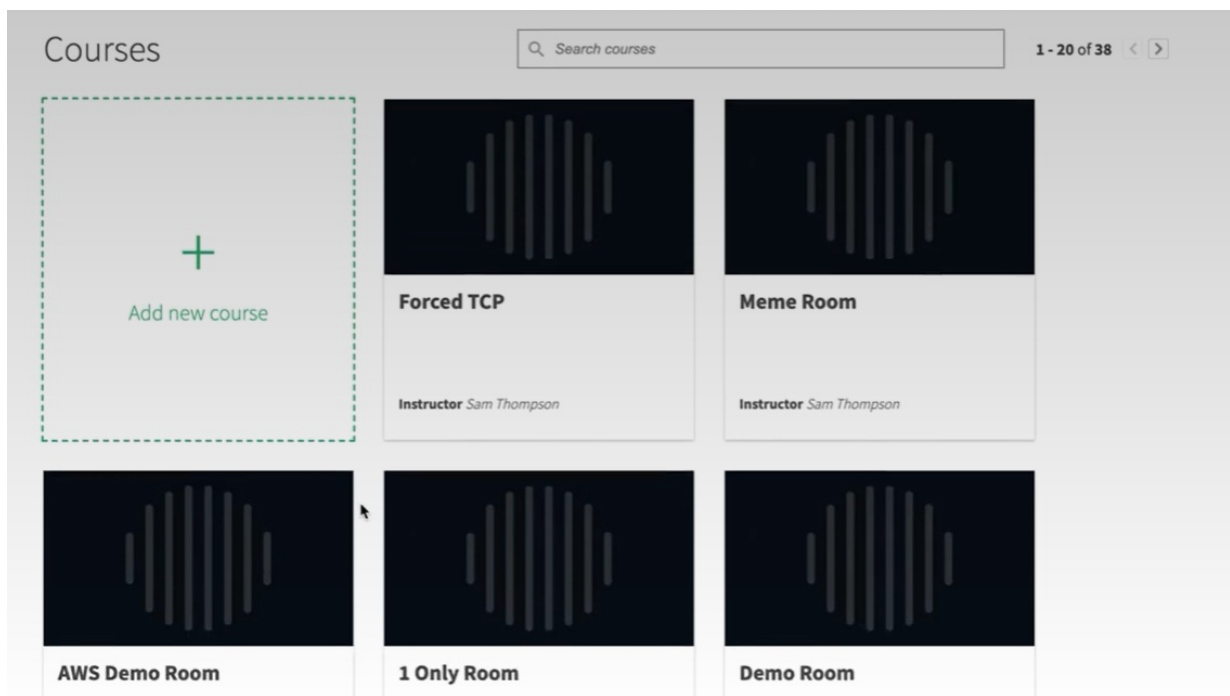 Courses
Search courses
1 - 20 of 38
Add new course
Forced TCP
Instructor Sam Thompson
Meme Room
Instructor Sam Thompson
AWS Demo Room
1 Only Room
Demo Room